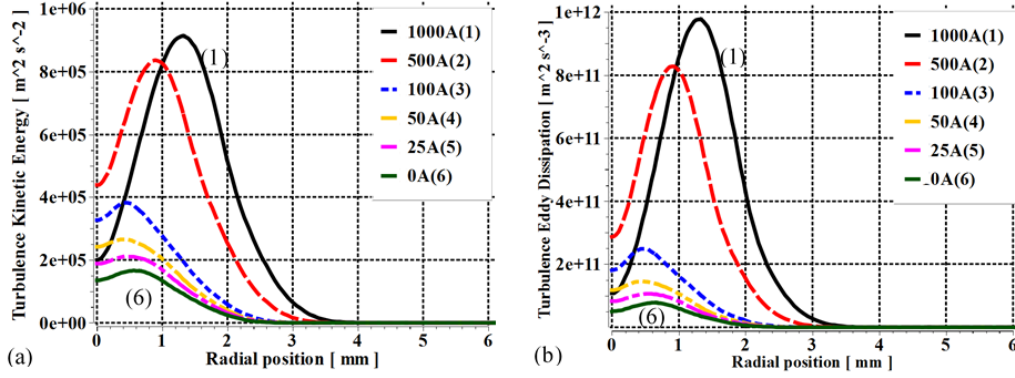 Turbulence Kinetic Energy [ m^2 s^-2 ]
1e+06
8e+05
6e+05
4e+05
2e+05
0e+00
0 1 2 3 4 5 6
Radial position [ mm ]
(a)
(1)
(6)
1000A(1)
500A(2)
100A(3)
50A(4)
25A(5)
0A(6)
Turbulence Eddy Dissipation [ m^2 s^-3 ]
1e+12
8e+11
6e+11
4e+11
2e+11
0 1 2 3 4 5 6
Radial position [ mm ]
(b)
(1)
(6)
1000A(1)
500A(2)
100A(3)
50A(4)
25A(5)
0A(6)